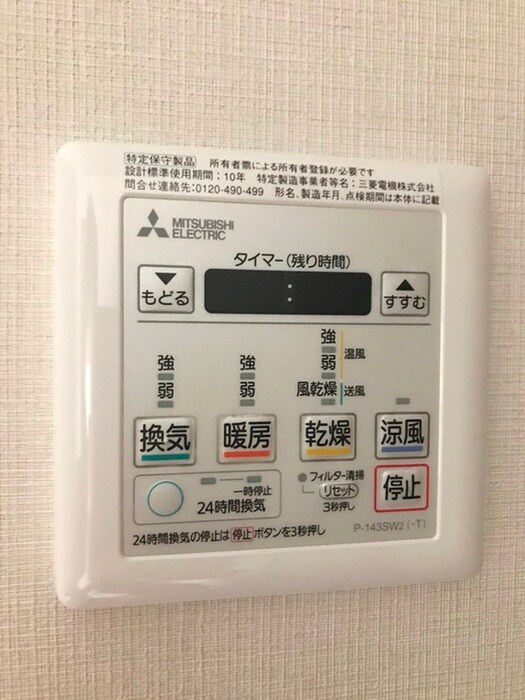 特定保守製品 所有者票による所有者登録が必要です
設計標準使用期間：10年 特定製造事業者等名：三菱電機株式会社
問合せ連絡先：0120-490-499 形名、製造年月、点検期間は本体に記載
MITSUBISHI
ELECTRIC
タイマー(残り時間)
▼ ▲
もどる : すすむ
強
強 強 弱 温風
弱 弱 風乾燥 送風
換気 暖房 乾燥 涼風
一時停止
24時間換気
フィルター清掃
リセット
3秒押し
停止
P-143SW2(-T)
24時間換気の停止は停止ボタンを3秒押し